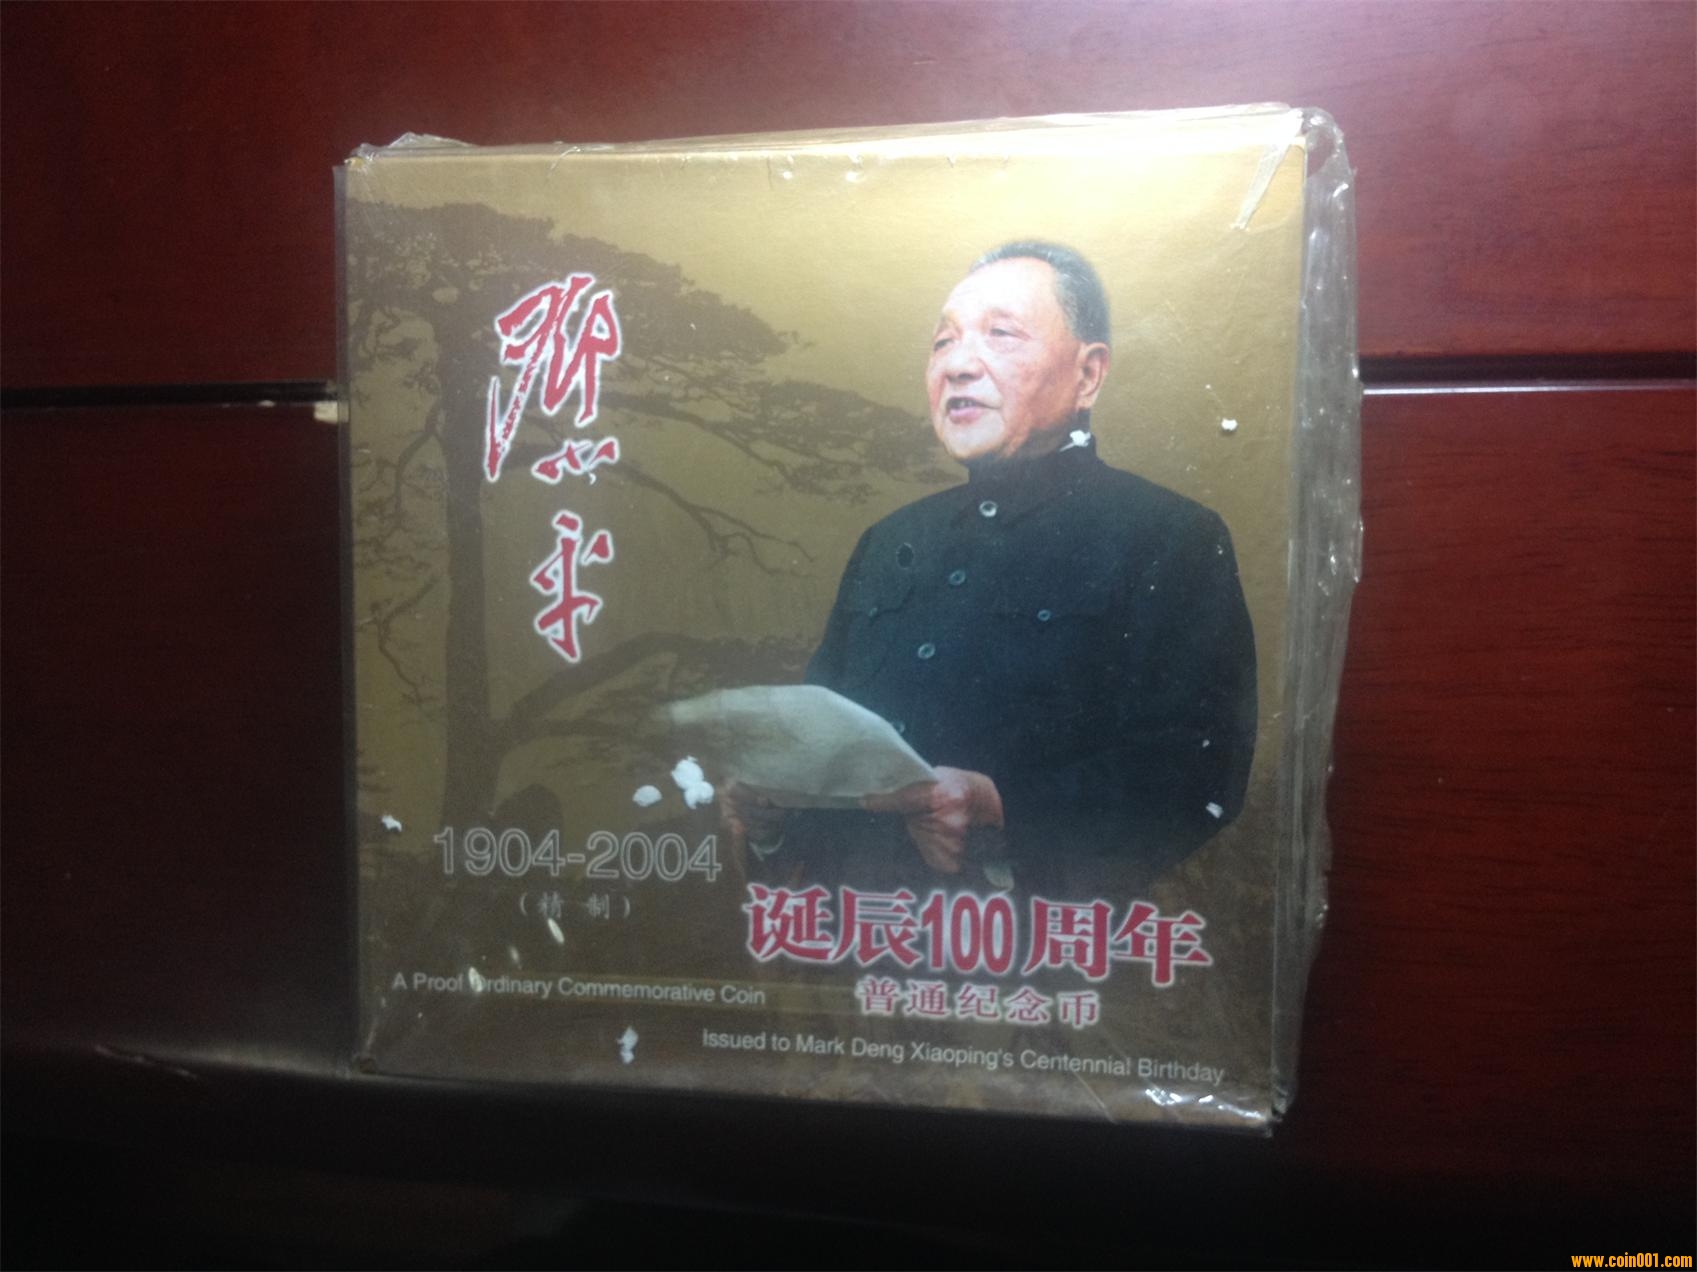 邓小平
1904-2004
（精制）
诞辰100周年
普通纪念币
A Proof Ordinary Commemorative Coin
Issued to Mark Deng Xiaoping's Centennial Birthday
www.coin001.com